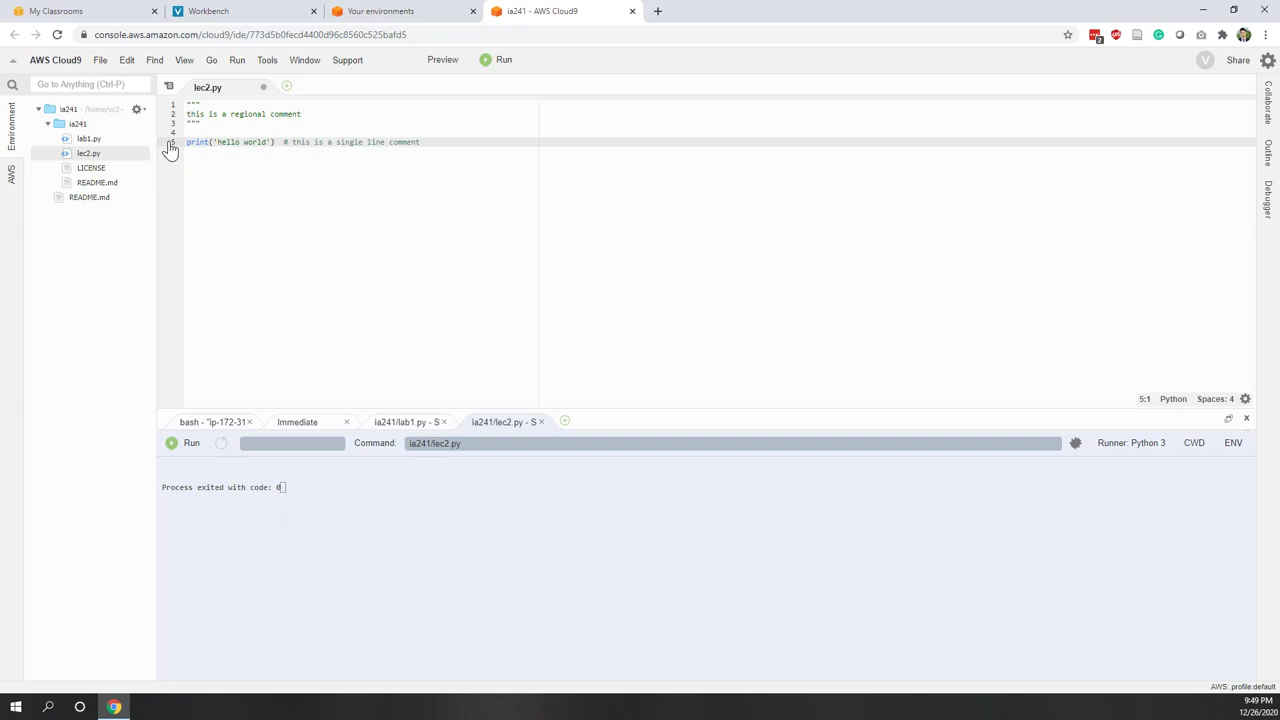 My Classrooms
Workbench
Your environments
ia241 - AWS Cloud9
console.aws.amazon.com/cloud9/ide/773d5b0fecd4400d96c8560c525bafd5
2
AWS Cloud9 File Edit Find View Go Run Tools Window Support Preview Run
V Share
Go to Anything (Ctrl-P)
lec2.py
Environment
AWS
ia241 - /home/ec2-
ia241
lab1.py
lec2.py
LICENSE
README.md
README.md
1 """
2 this is a regional comment
3 """
4
5 print('hello world')  # this is a single line comment
Collaborate
Outline
Debugger
5:1 Python Spaces: 4
bash - "ip-172-31
Immediate
ia241/lab1.py - S
ia241/lec2.py - S
Run
Command: ia241/lec2.py
Runner: Python 3 CWD ENV
Process exited with code: 0
AWS: profile:default
9:49 PM
12/26/2020